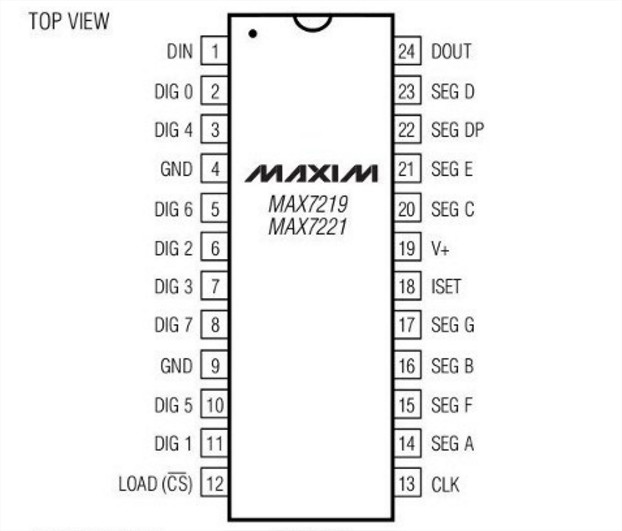 TOP VIEW
DIN 1 24 DOUT
DIG 0 2 23 SEG D
DIG 4 3 22 SEG DP
GND 4 21 SEG E
MAXIM
DIG 6 5 MAX7219 20 SEG C
MAX7221
DIG 2 6 19 V+
DIG 3 7 18 ISET
DIG 7 8 17 SEG G
GND 9 16 SEG B
DIG 5 10 15 SEG F
DIG 1 11 14 SEG A
LOAD (C̅S̅) 12 13 CLK